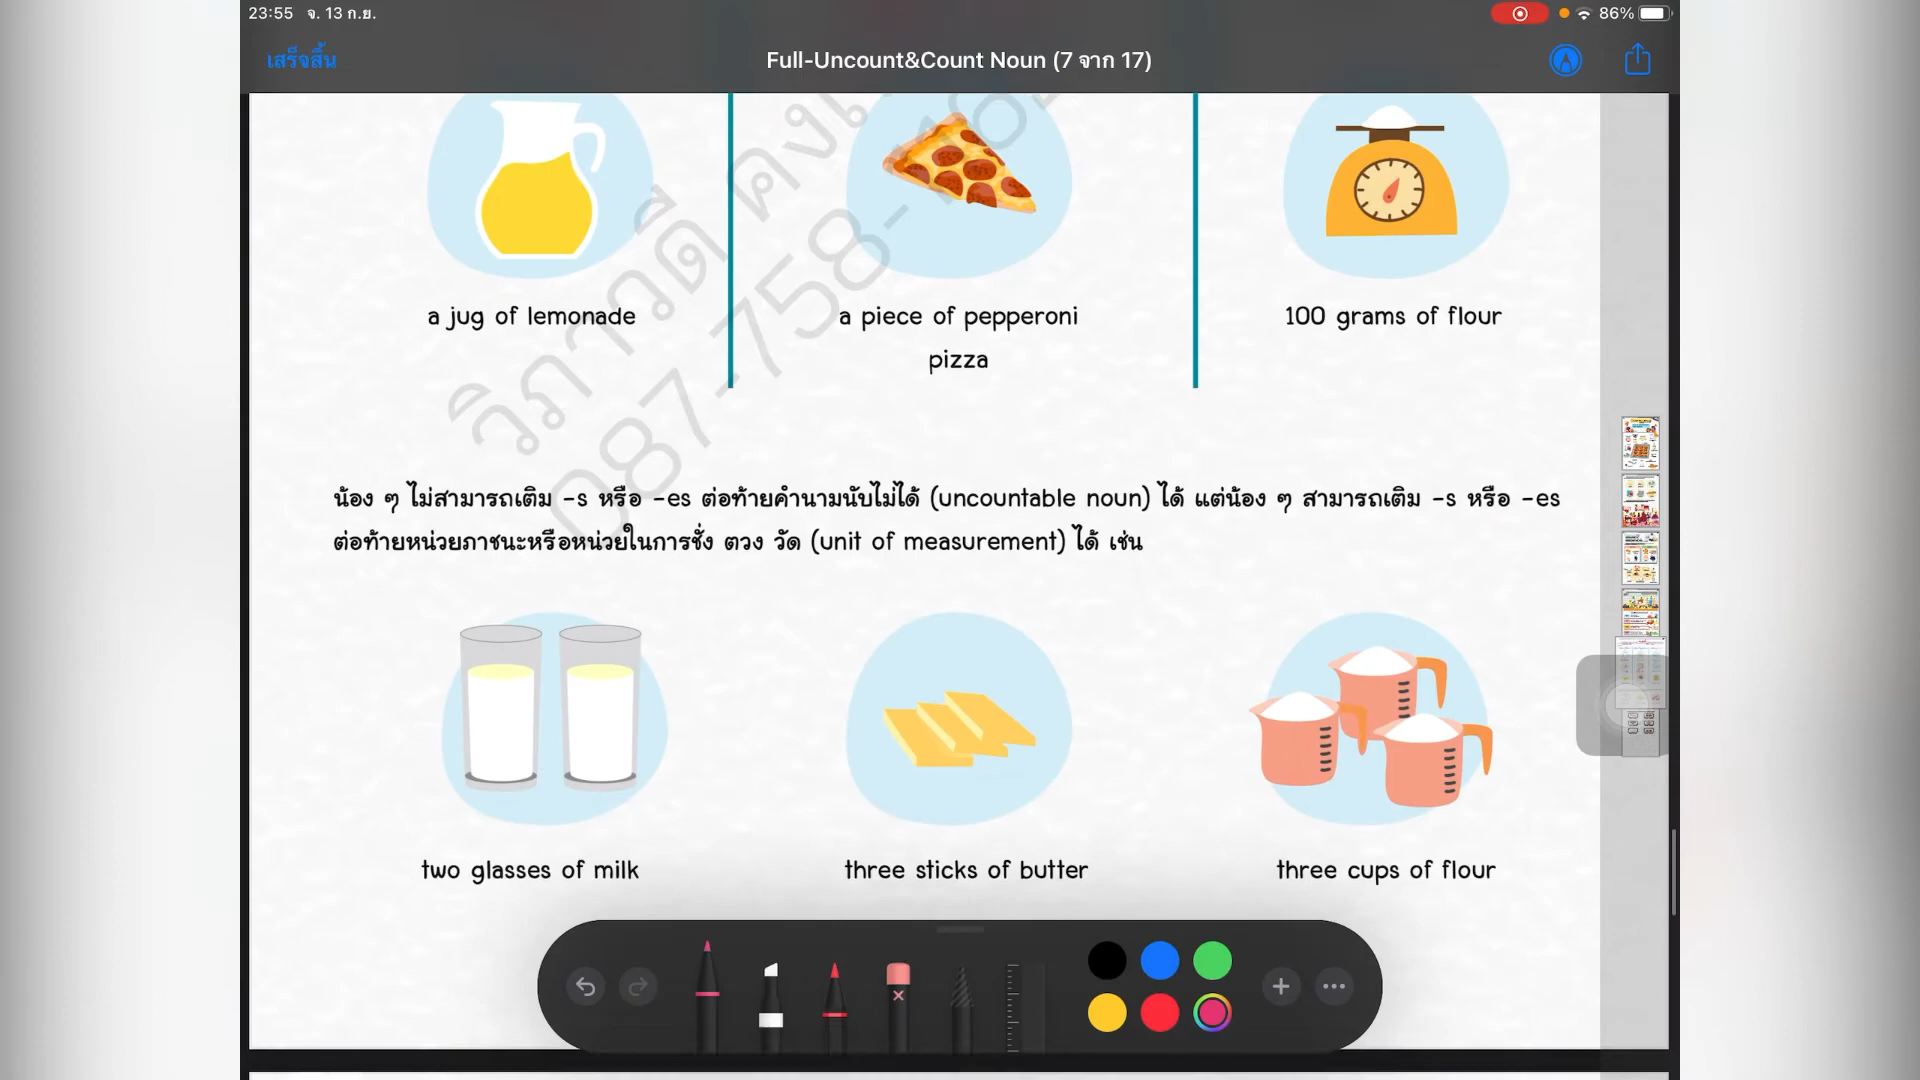 23:55 จ. 13 ก.ย.
86%
เสร็จสิ้น
Full-Uncount&Count Noun (7 จาก 17)
a jug of lemonade
a piece of pepperoni
pizza
100 grams of flour
น้อง ๆ ไม่สามารถเติม -s หรือ -es ต่อท้ายคำนามนับไม่ได้ (uncountable noun) ได้ แต่น้อง ๆ สามารถเติม -s หรือ -es
ต่อท้ายหน่วยภาชนะหรือหน่วยในการชั่ง ตวง วัด (unit of measurement) ได้ เช่น
two glasses of milk
three sticks of butter
three cups of flour